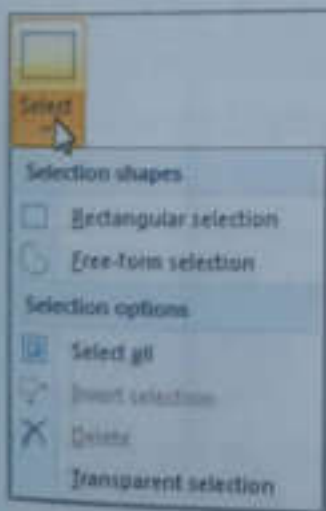 Select
Selection shapes
Rectangular selection
Free-form selection
Selection options
Select all
Invert selection
Delete
Transparent selection